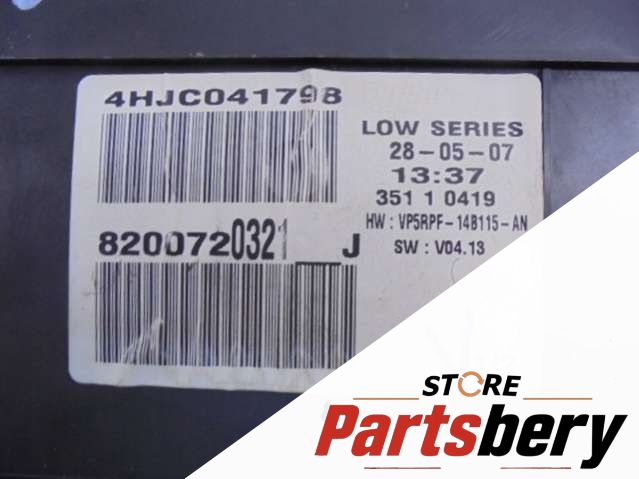 4HJC041798
LOW SERIES
28-05-07
13:37
351 1 0419
HW : VP5RPF-14B115-AN
SW : V04.13
8200720321__J
STORE
Partsbery